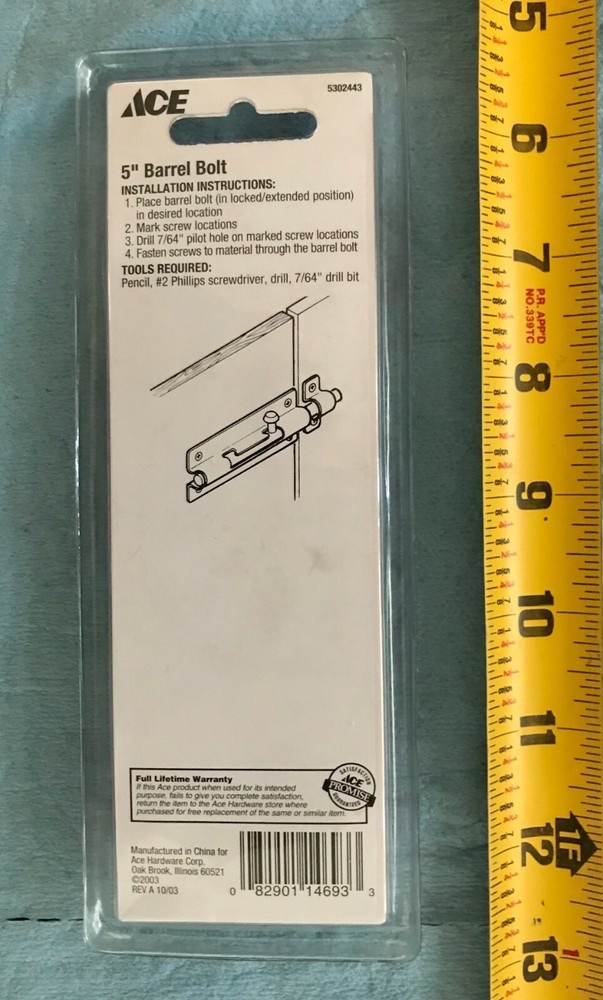 ACE
5302443
5" Barrel Bolt
INSTALLATION INSTRUCTIONS:
1. Place barrel bolt (in locked/extended position)
in desired location
2. Mark screw locations
3. Drill 7/64" pilot hole on marked screw locations
4. Fasten screws to material through the barrel bolt
TOOLS REQUIRED:
Pencil, #2 Phillips screwdriver, drill, 7/64" drill bit
Full Lifetime Warranty
If this Ace product when used for its intended
purpose, fails to give you complete satisfaction,
return the item to the Ace Hardware store where
purchased for free replacement of the same or similar item.
SATISFACTION
ACE
PROMISE
GUARANTEED
Manufactured in China for
Ace Hardware Corp.
Oak Brook, Illinois 60521
©2003
REV A 10/03
0 82901 14693 3
5
6
7
P.R. APP'D
NO.339TC
8
9
10
11
1F
12
1
13